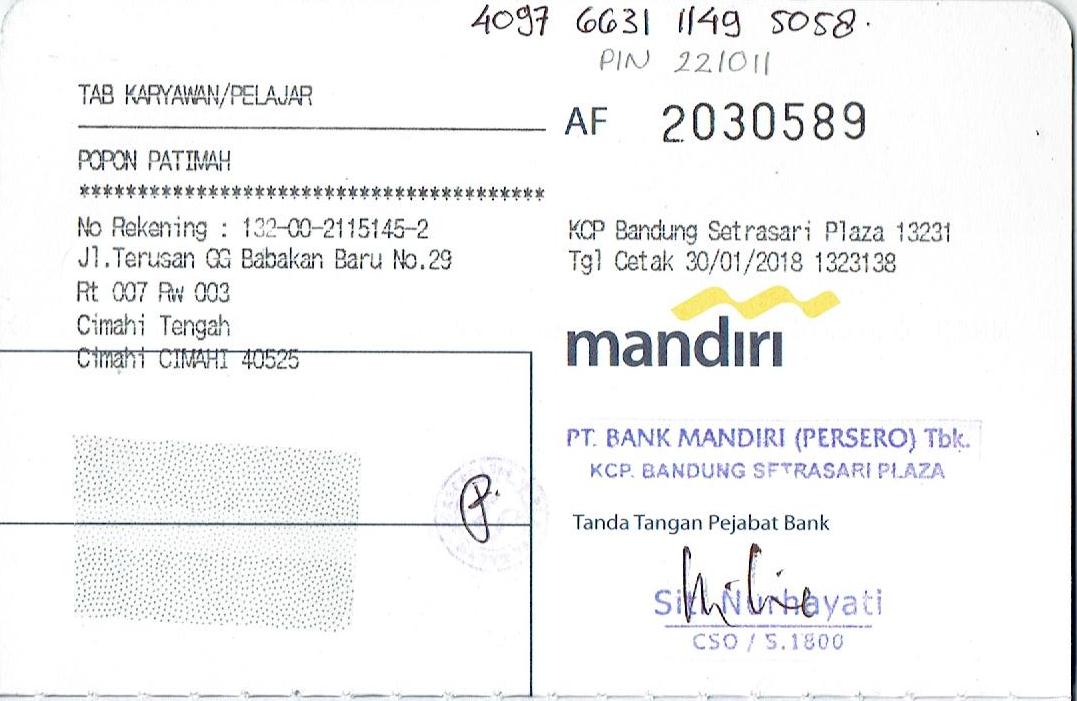 4097 6631 1149 5058.
PIN 221011
TAB KARYAWAN/PELAJAR
AF 2030589
POPON PATIMAH
****************************************
No Rekening : 132-00-2115145-2
Jl.Terusan GG Babakan Baru No.29
Rt 007 Rw 003
Cimahi Tengah
Cimahi CIMAHI 40525
KCP Bandung Setrasari Plaza 13231
Tgl Cetak 30/01/2018 1323138
mandiri
PT. BANK MANDIRI (PERSERO) Tbk.
KCP. BANDUNG SETRASARI PLAZA
Tanda Tangan Pejabat Bank
Siti Nurhayati
CSO / S.1800